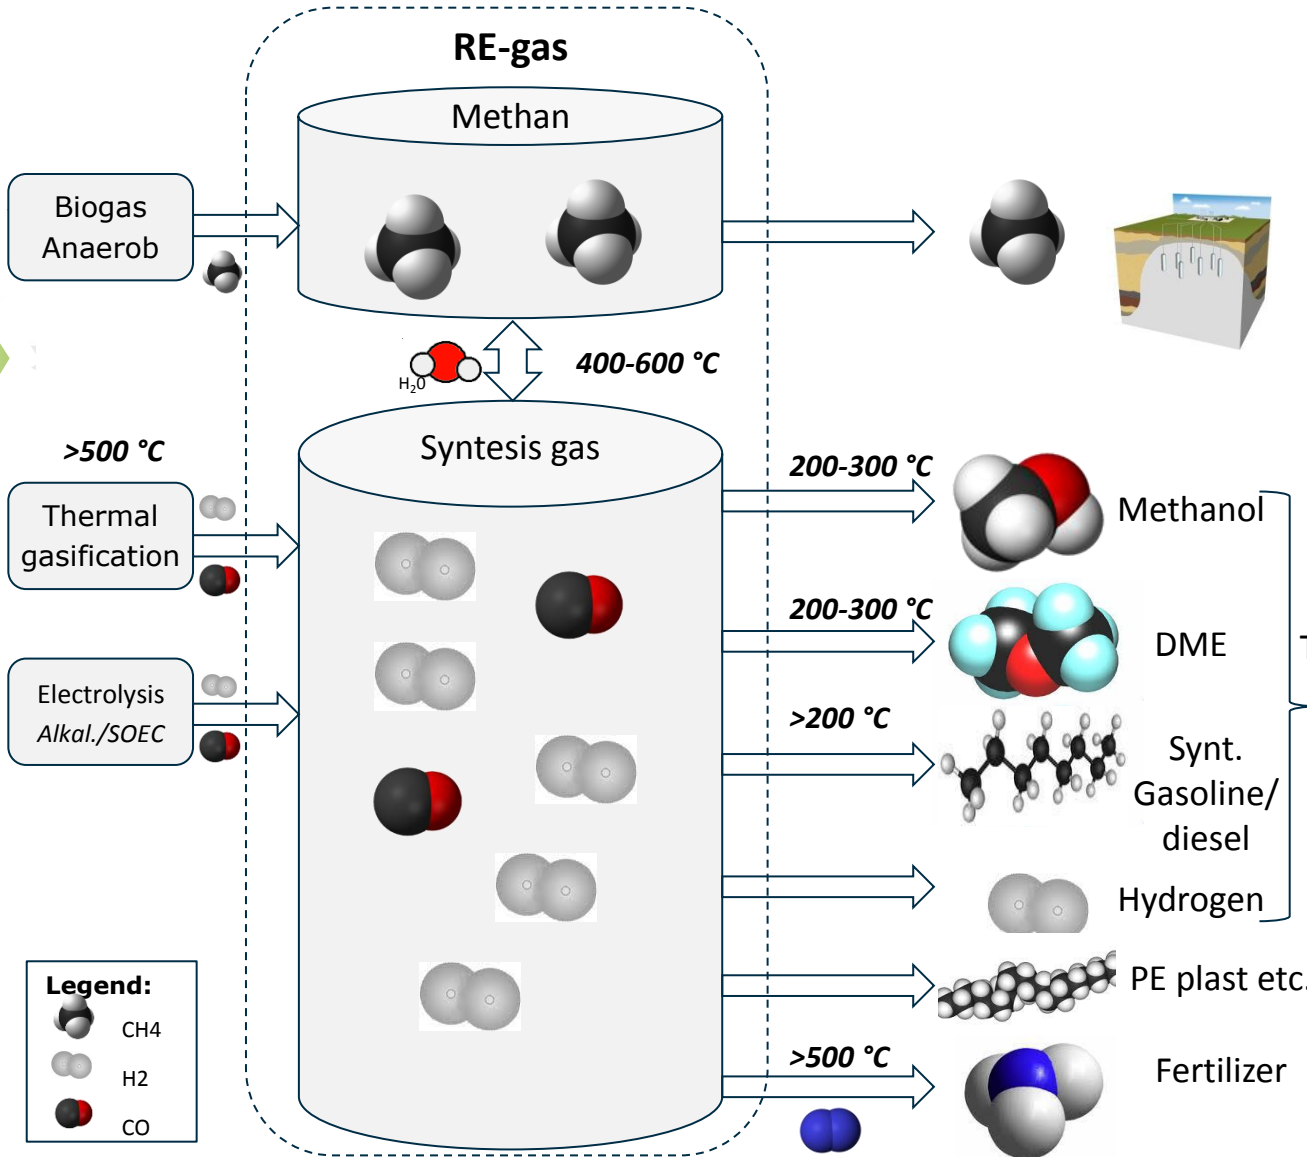 RE-gas
Methan
Biogas
Anaerob
H₂0
400-600 °C
Syntesis gas
>500 °C
Thermal
gasification
Electrolysis
Alkal./SOEC
200-300 °C
Methanol
200-300 °C
DME
>200 °C
Synt.
Gasoline/
diesel
Hydrogen
PE plast etc.
>500 °C
Fertilizer
Legend:
CH4
H2
CO